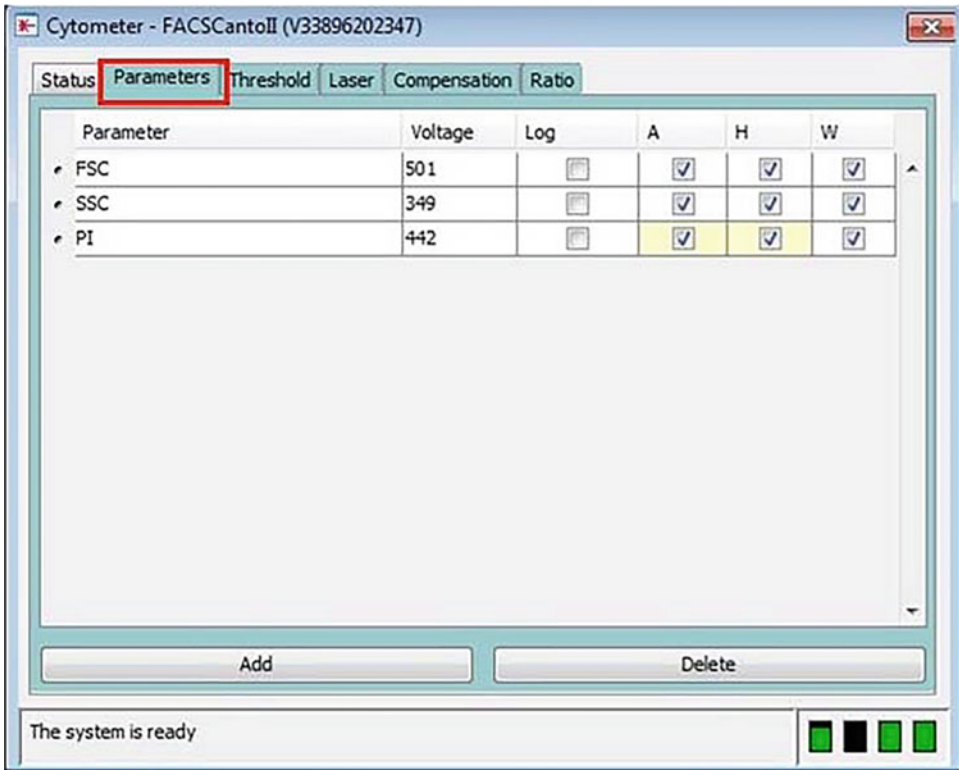 Cytometer - FACSCantoII (V33896202347)
Status Parameters Threshold Laser Compensation Ratio
Parameter Voltage Log A H W
FSC 501
SSC 349
PI 442
Add Delete
The system is ready